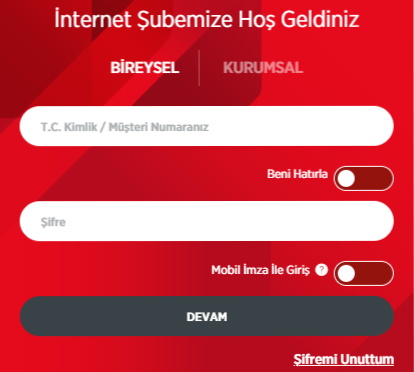 İnternet Şubemize Hoş Geldiniz
BİREYSEL KURUMSAL
T.C. Kimlik / Müşteri Numaranız
Beni Hatırla
Şifre
Mobil İmza İle Giriş ?
DEVAM
Şifremi Unuttum